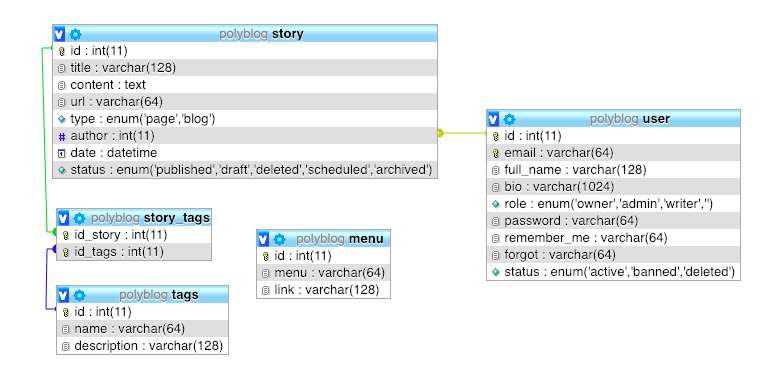 polyblog story
id : int(11)
title : varchar(128)
content : text
url : varchar(64)
type : enum('page','blog')
author : int(11)
date : datetime
status : enum('published','draft','deleted','scheduled','archived')
polyblog user
id : int(11)
email : varchar(64)
full_name : varchar(128)
bio : varchar(1024)
role : enum('owner','admin','writer','')
password : varchar(64)
remember_me : varchar(64)
forgot : varchar(64)
status : enum('active','banned','deleted')
polyblog story_tags
id_story : int(11)
id_tags : int(11)
polyblog menu
id : int(11)
menu : varchar(64)
link : varchar(128)
polyblog tags
id : int(11)
name : varchar(64)
description : varchar(128)